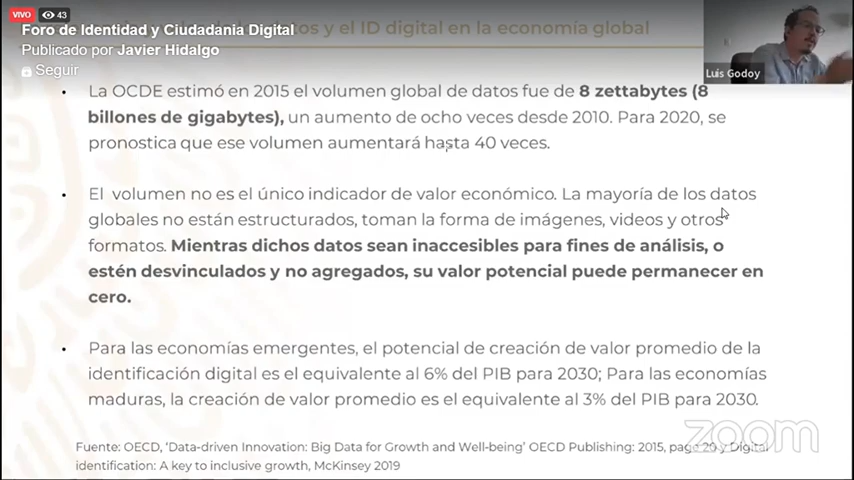 VIVO 43
Foro de Identidad y Ciudadania Digital
tos y el ID digital en la economía global
Publicado por Javier Hidalgo
Seguir
Luis Godoy
• La OCDE estimó en 2015 el volumen global de datos fue de 8 zettabytes (8
billones de gigabytes), un aumento de ocho veces desde 2010. Para 2020, se
pronostica que ese volumen aumentará hasta 40 veces.
• El volumen no es el único indicador de valor económico. La mayoría de los datos
globales no están estructurados, toman la forma de imágenes, videos y otros
formatos. Mientras dichos datos sean inaccesibles para fines de análisis, o
estén desvinculados y no agregados, su valor potencial puede permanecer en
cero.
• Para las economías emergentes, el potencial de creación de valor promedio de la
identificación digital es el equivalente al 6% del PIB para 2030; Para las economías
maduras, la creación de valor promedio es el equivalente al 3% del PIB para 2030.
Fuente: OECD, 'Data-driven Innovation: Big Data for Growth and Well-being' OECD Publishing: 2015, page 20 y Digital
identification: A key to inclusive growth, McKinsey 2019
zoom